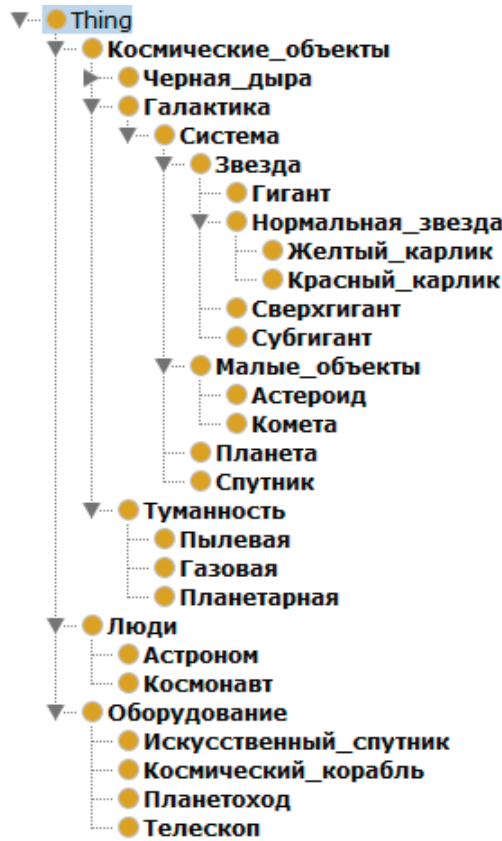 Thing
Космические_объекты
Черная_дыра
Галактика
Система
Звезда
Гигант
Нормальная_звезда
Желтый_карлик
Красный_карлик
Сверхгигант
Субгигант
Малые_объекты
Астероид
Комета
Планета
Спутник
Туманность
Пылевая
Газовая
Планетарная
Люди
Астроном
Космонавт
Оборудование
Искусственный_спутник
Космический_корабль
Планетоход
Телескоп